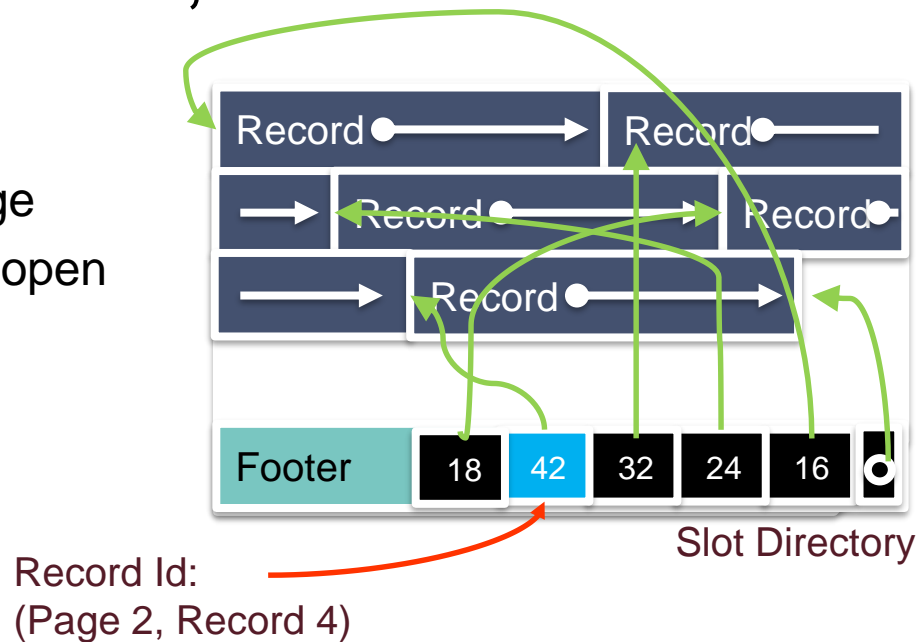 )
ge
open
Record Record
Record Record
Record
Footer 18 42 32 24 16
Slot Directory
Record Id:
(Page 2, Record 4)